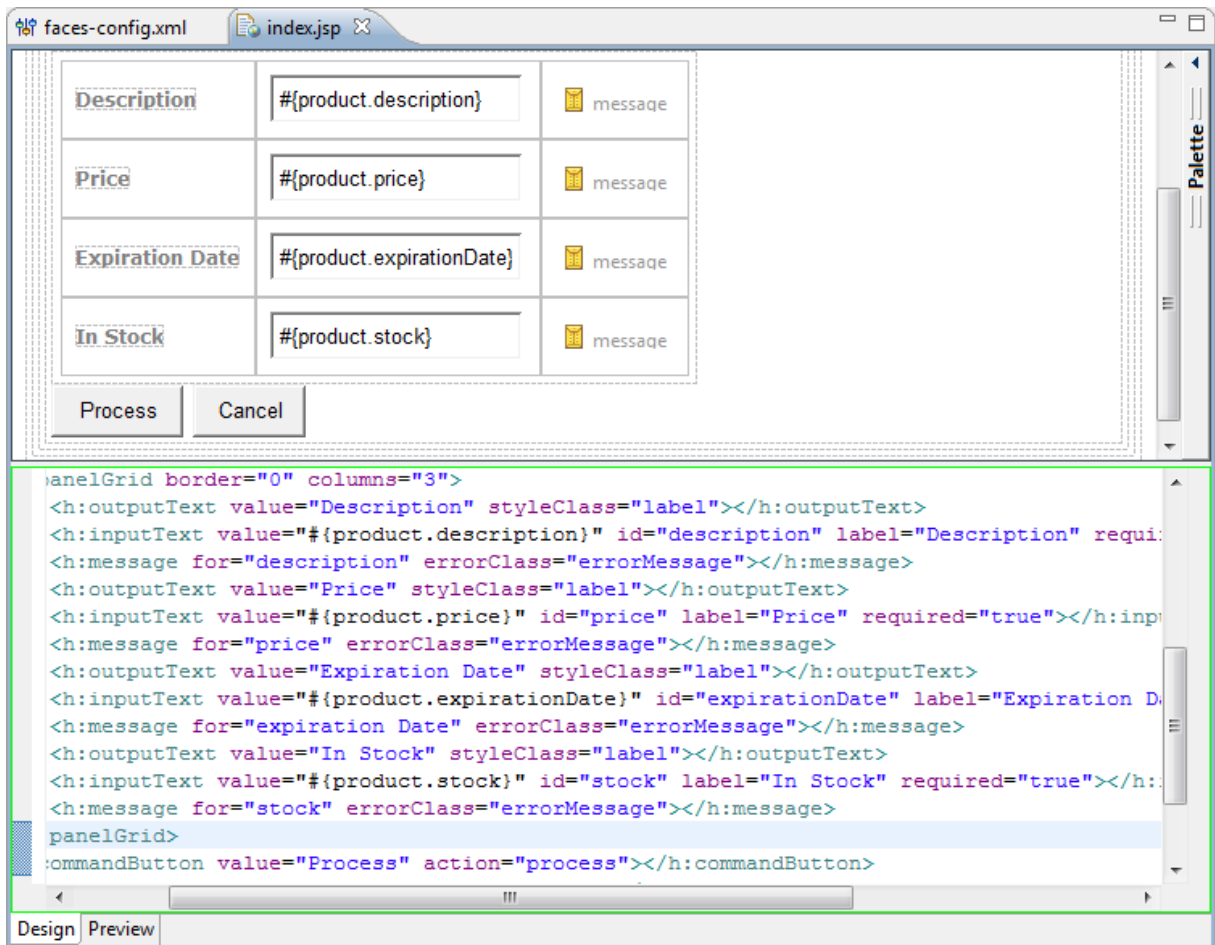 faces-config.xml index.jsp
Description #{product.description} message
Price #{product.price} message
Expiration Date #{product.expirationDate} message
In Stock #{product.stock} message
Process Cancel
Palette
anelGrid border="0" columns="3">
<h:outputText value="Description" styleClass="label"></h:outputText>
<h:inputText value="#{product.description}" id="description" label="Description" requi
<h:message for="description" errorClass="errorMessage"></h:message>
<h:outputText value="Price" styleClass="label"></h:outputText>
<h:inputText value="#{product.price}" id="price" label="Price" required="true"></h:inp
<h:message for="price" errorClass="errorMessage"></h:message>
<h:outputText value="Expiration Date" styleClass="label"></h:outputText>
<h:inputText value="#{product.expirationDate}" id="expirationDate" label="Expiration D
<h:message for="expiration Date" errorClass="errorMessage"></h:message>
<h:outputText value="In Stock" styleClass="label"></h:outputText>
<h:inputText value="#{product.stock}" id="stock" label="In Stock" required="true"></h:
<h:message for="stock" errorClass="errorMessage"></h:message>
panelGrid>
ommandButton value="Process" action="process"></h:commandButton>
Design Preview